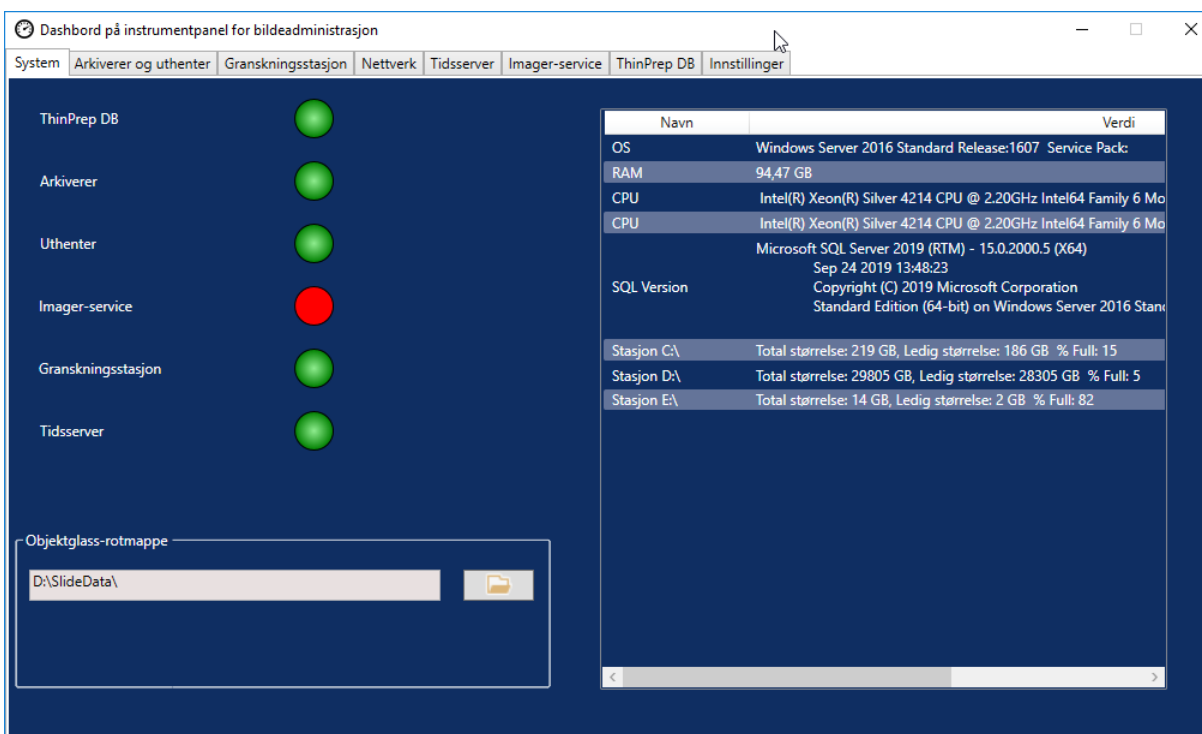 Dashbord på instrumentpanel for bildeadministrasjon
System Arkiverer og uthenter Granskningsstasjon Nettverk Tidsserver Imager-service ThinPrep DB Innstillinger
ThinPrep DB
Arkiverer
Uthenter
Imager-service
Granskningsstasjon
Tidsserver
Objektglass-rotmappe
D:\SlideData\
Navn Verdi
OS Windows Server 2016 Standard Release:1607 Service Pack:
RAM 94,47 GB
CPU Intel(R) Xeon(R) Silver 4214 CPU @ 2.20GHz Intel64 Family 6 Mo
CPU Intel(R) Xeon(R) Silver 4214 CPU @ 2.20GHz Intel64 Family 6 Mo
Microsoft SQL Server 2019 (RTM) - 15.0.2000.5 (X64)
Sep 24 2019 13:48:23
SQL Version Copyright (C) 2019 Microsoft Corporation
Standard Edition (64-bit) on Windows Server 2016 Stan
Stasjon C:\ Total størrelse: 219 GB, Ledig størrelse: 186 GB % Full: 15
Stasjon D:\ Total størrelse: 29805 GB, Ledig størrelse: 28305 GB % Full: 5
Stasjon E:\ Total størrelse: 14 GB, Ledig størrelse: 2 GB % Full: 82